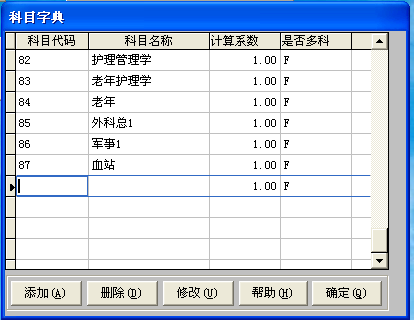 科目字典
科目代码 科目名称 计算系数 是否多科
82 护理管理学 1.00 F
83 老年护理学 1.00 F
84 老年 1.00 F
85 外科总1 1.00 F
86 军事1 1.00 F
87 血站 1.00 F
1.00 F
添加(A) 删除(D) 修改(U) 帮助(H) 确定(Q)